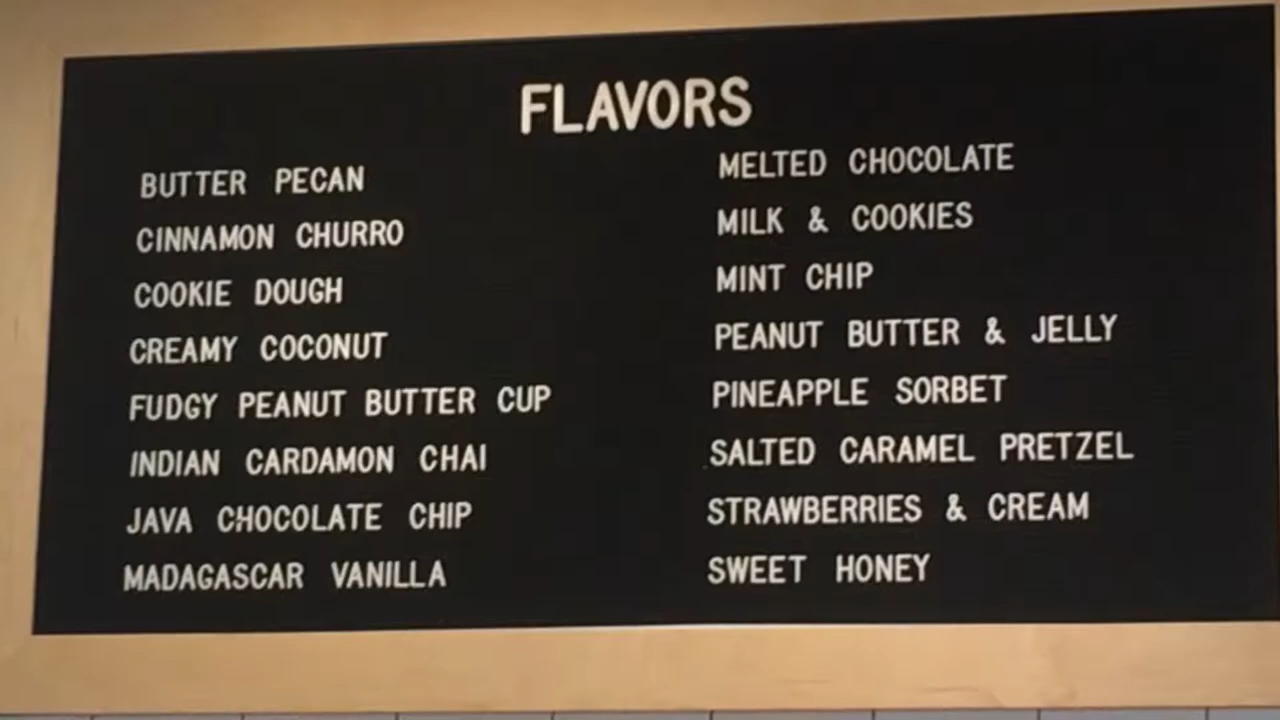 FLAVORS
BUTTER PECAN
CINNAMON CHURRO
COOKIE DOUGH
CREAMY COCONUT
FUDGY PEANUT BUTTER CUP
INDIAN CARDAMON CHAI
JAVA CHOCOLATE CHIP
MADAGASCAR VANILLA
MELTED CHOCOLATE
MILK & COOKIES
MINT CHIP
PEANUT BUTTER & JELLY
PINEAPPLE SORBET
SALTED CARAMEL PRETZEL
STRAWBERRIES & CREAM
SWEET HONEY